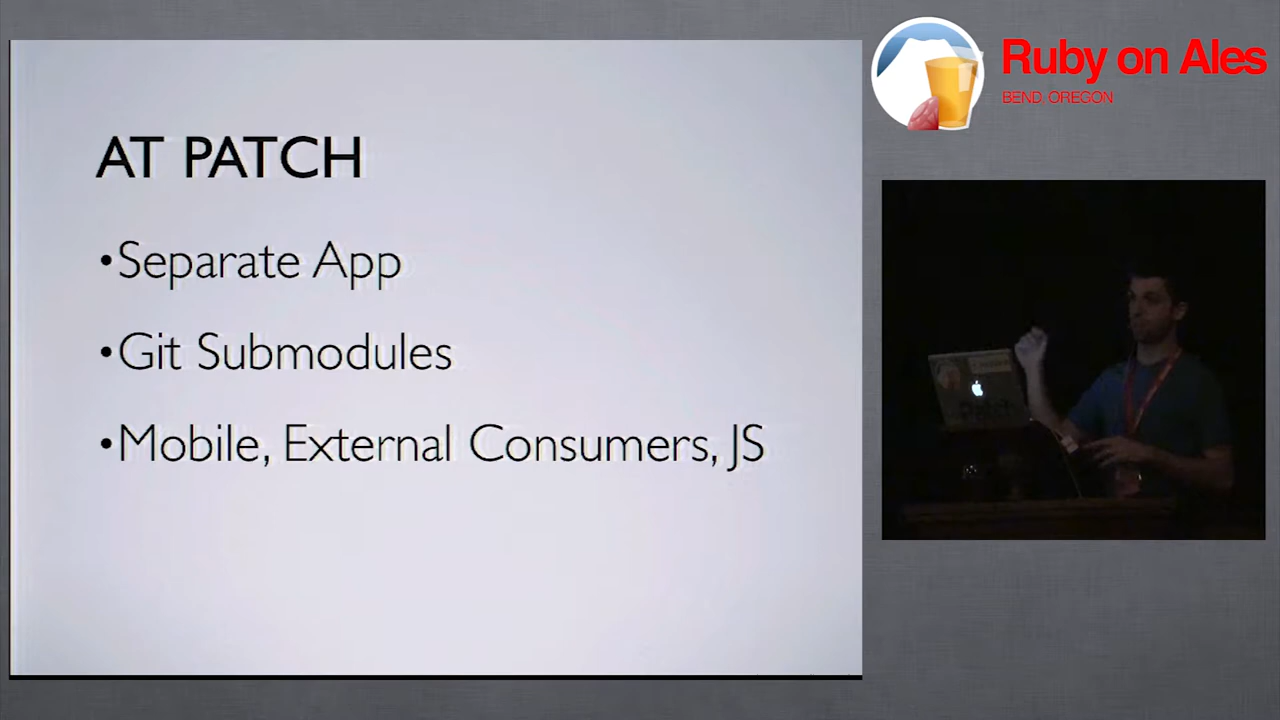 AT PATCH
•Separate App
•Git Submodules
•Mobile, External Consumers, JS
Ruby on Ales
BEND, OREGON